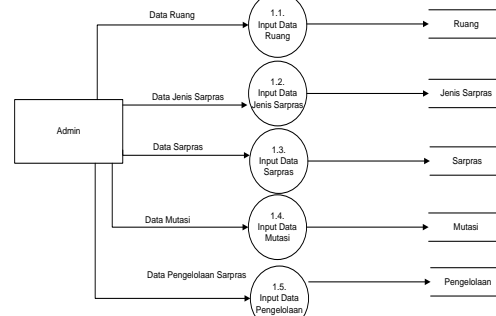 Data Ruang
1.1.
Input Data
Ruang
Ruang
Data Jenis Sarpras
1.2.
Input Data
Jenis Sarpras
Jenis Sarpras
Admin
Data Sarpras
1.3.
Input Data
Sarpras
Sarpras
Data Mutasi
1.4.
Input Data
Mutasi
Mutasi
Data Pengelolaan Sarpras
1.5.
Input Data
Pengelolaan
Pengelolaan